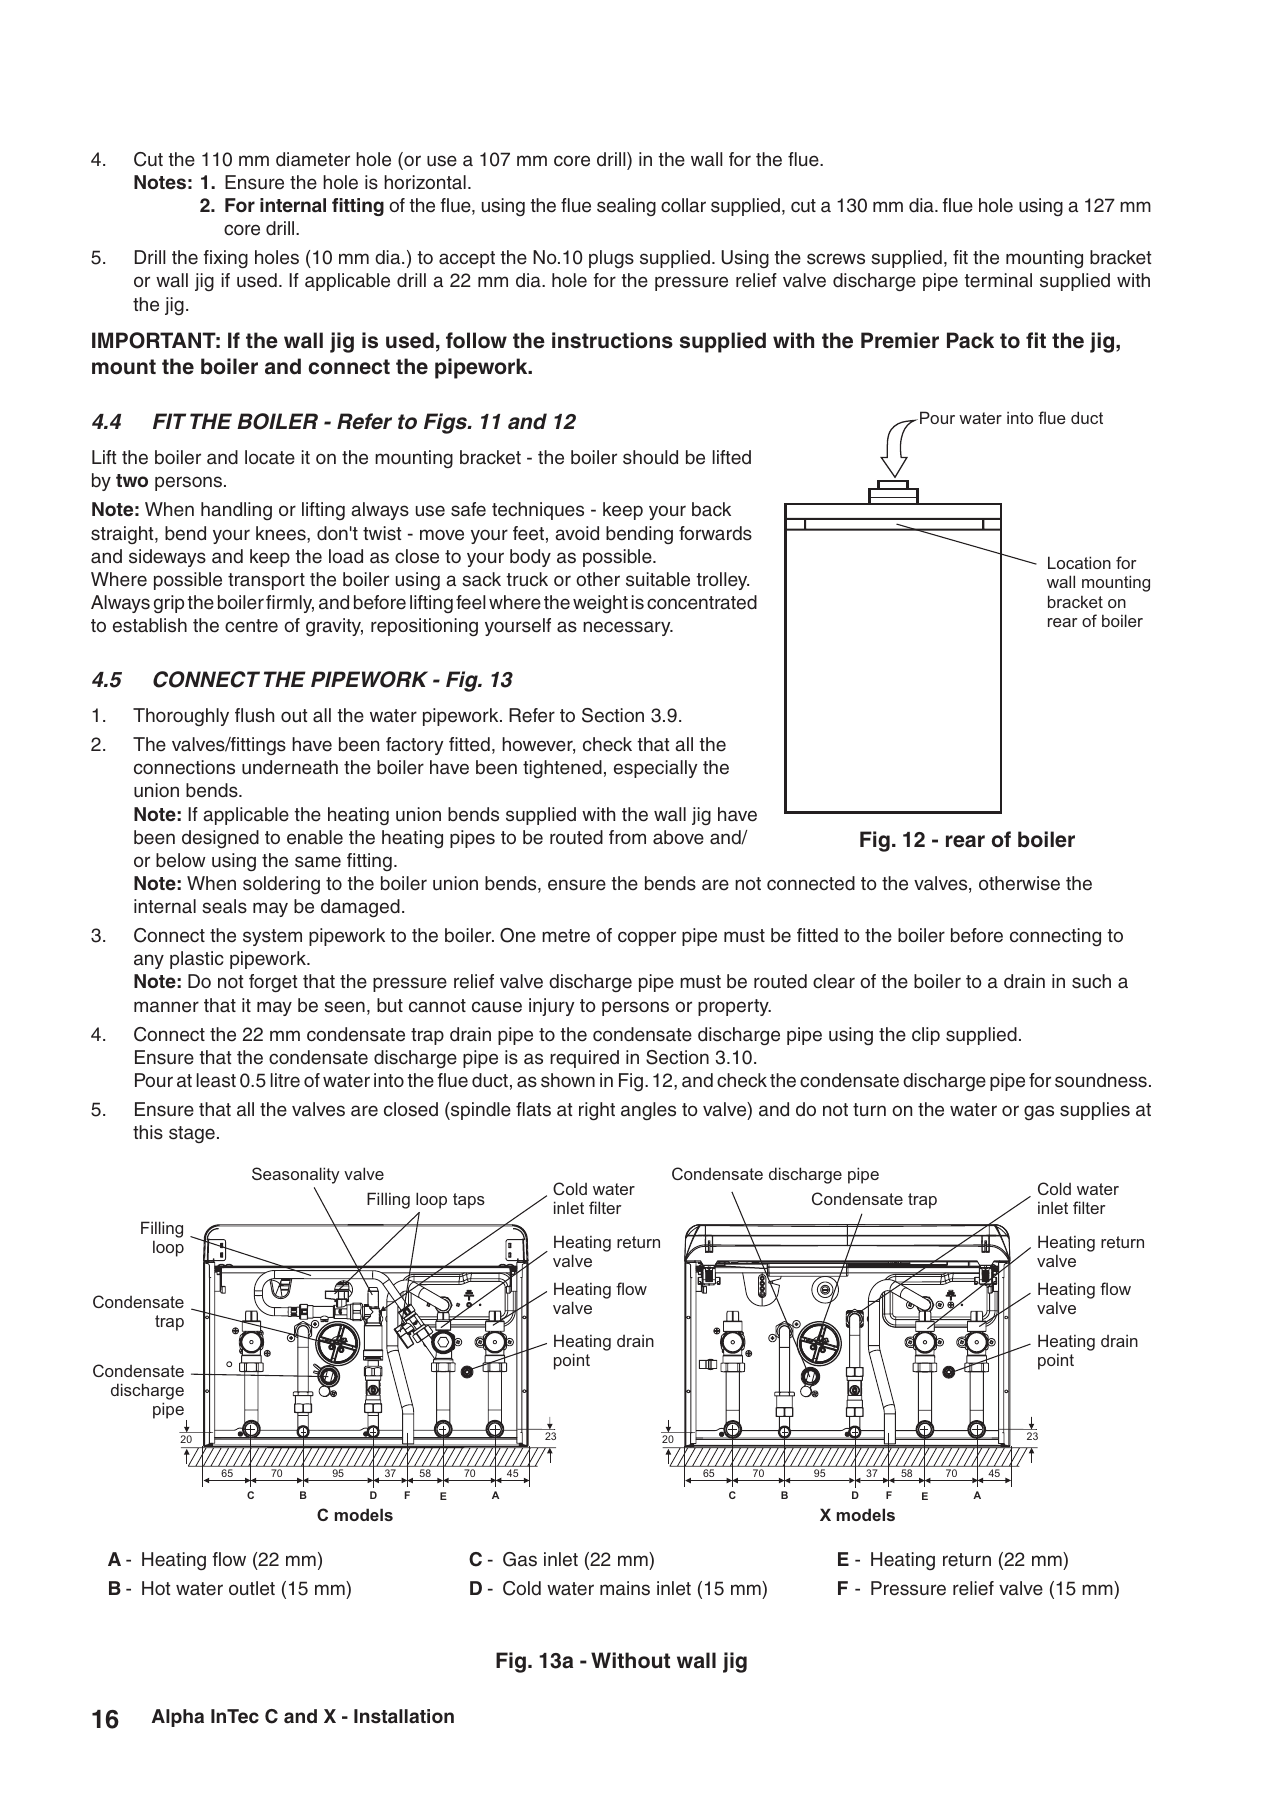 4. Cut the 110 mm diameter hole (or use a 107 mm core drill) in the wall for the flue.
Notes: 1. Ensure the hole is horizontal.
2. For internal fitting of the flue, using the flue sealing collar supplied, cut a 130 mm dia. flue hole using a 127 mm
core drill.
5. Drill the fixing holes (10 mm dia.) to accept the No.10 plugs supplied. Using the screws supplied, fit the mounting bracket
or wall jig if used. If applicable drill a 22 mm dia. hole for the pressure relief valve discharge pipe terminal supplied with
the jig.
IMPORTANT: If the wall jig is used, follow the instructions supplied with the Premier Pack to fit the jig,
mount the boiler and connect the pipework.
4.4 FIT THE BOILER - Refer to Figs. 11 and 12
Lift the boiler and locate it on the mounting bracket - the boiler should be lifted
by two persons.
Note: When handling or lifting always use safe techniques - keep your back
straight, bend your knees, don't twist - move your feet, avoid bending forwards
and sideways and keep the load as close to your body as possible.
Where possible transport the boiler using a sack truck or other suitable trolley.
Always grip the boiler firmly, and before lifting feel where the weight is concentrated
to establish the centre of gravity, repositioning yourself as necessary.
Pour water into flue duct
Location for
wall mounting
bracket on
rear of boiler
Fig. 12 - rear of boiler
4.5 CONNECT THE PIPEWORK - Fig. 13
1. Thoroughly flush out all the water pipework. Refer to Section 3.9.
2. The valves/fittings have been factory fitted, however, check that all the
connections underneath the boiler have been tightened, especially the
union bends.
Note: If applicable the heating union bends supplied with the wall jig have
been designed to enable the heating pipes to be routed from above and/
or below using the same fitting.
Note: When soldering to the boiler union bends, ensure the bends are not connected to the valves, otherwise the
internal seals may be damaged.
3. Connect the system pipework to the boiler. One metre of copper pipe must be fitted to the boiler before connecting to
any plastic pipework.
Note: Do not forget that the pressure relief valve discharge pipe must be routed clear of the boiler to a drain in such a
manner that it may be seen, but cannot cause injury to persons or property.
4. Connect the 22 mm condensate trap drain pipe to the condensate discharge pipe using the clip supplied.
Ensure that the condensate discharge pipe is as required in Section 3.10.
Pour at least 0.5 litre of water into the flue duct, as shown in Fig. 12, and check the condensate discharge pipe for soundness.
5. Ensure that all the valves are closed (spindle flats at right angles to valve) and do not turn on the water or gas supplies at
this stage.
Seasonality valve
Filling loop taps
Filling
loop
Condensate
trap
Condensate
discharge
pipe
Cold water
inlet filter
Heating return
valve
Heating flow
valve
Heating drain
point
20
23
65 70 95 37 58 70 45
C B D F E A
C models
Condensate discharge pipe
Condensate trap
Cold water
inlet filter
Heating return
valve
Heating flow
valve
Heating drain
point
20
23
65 70 95 37 58 70 45
C B D F E A
X models
A - Heating flow (22 mm) C - Gas inlet (22 mm) E - Heating return (22 mm)
B - Hot water outlet (15 mm) D - Cold water mains inlet (15 mm) F - Pressure relief valve (15 mm)
Fig. 13a - Without wall jig
16 Alpha InTec C and X - Installation